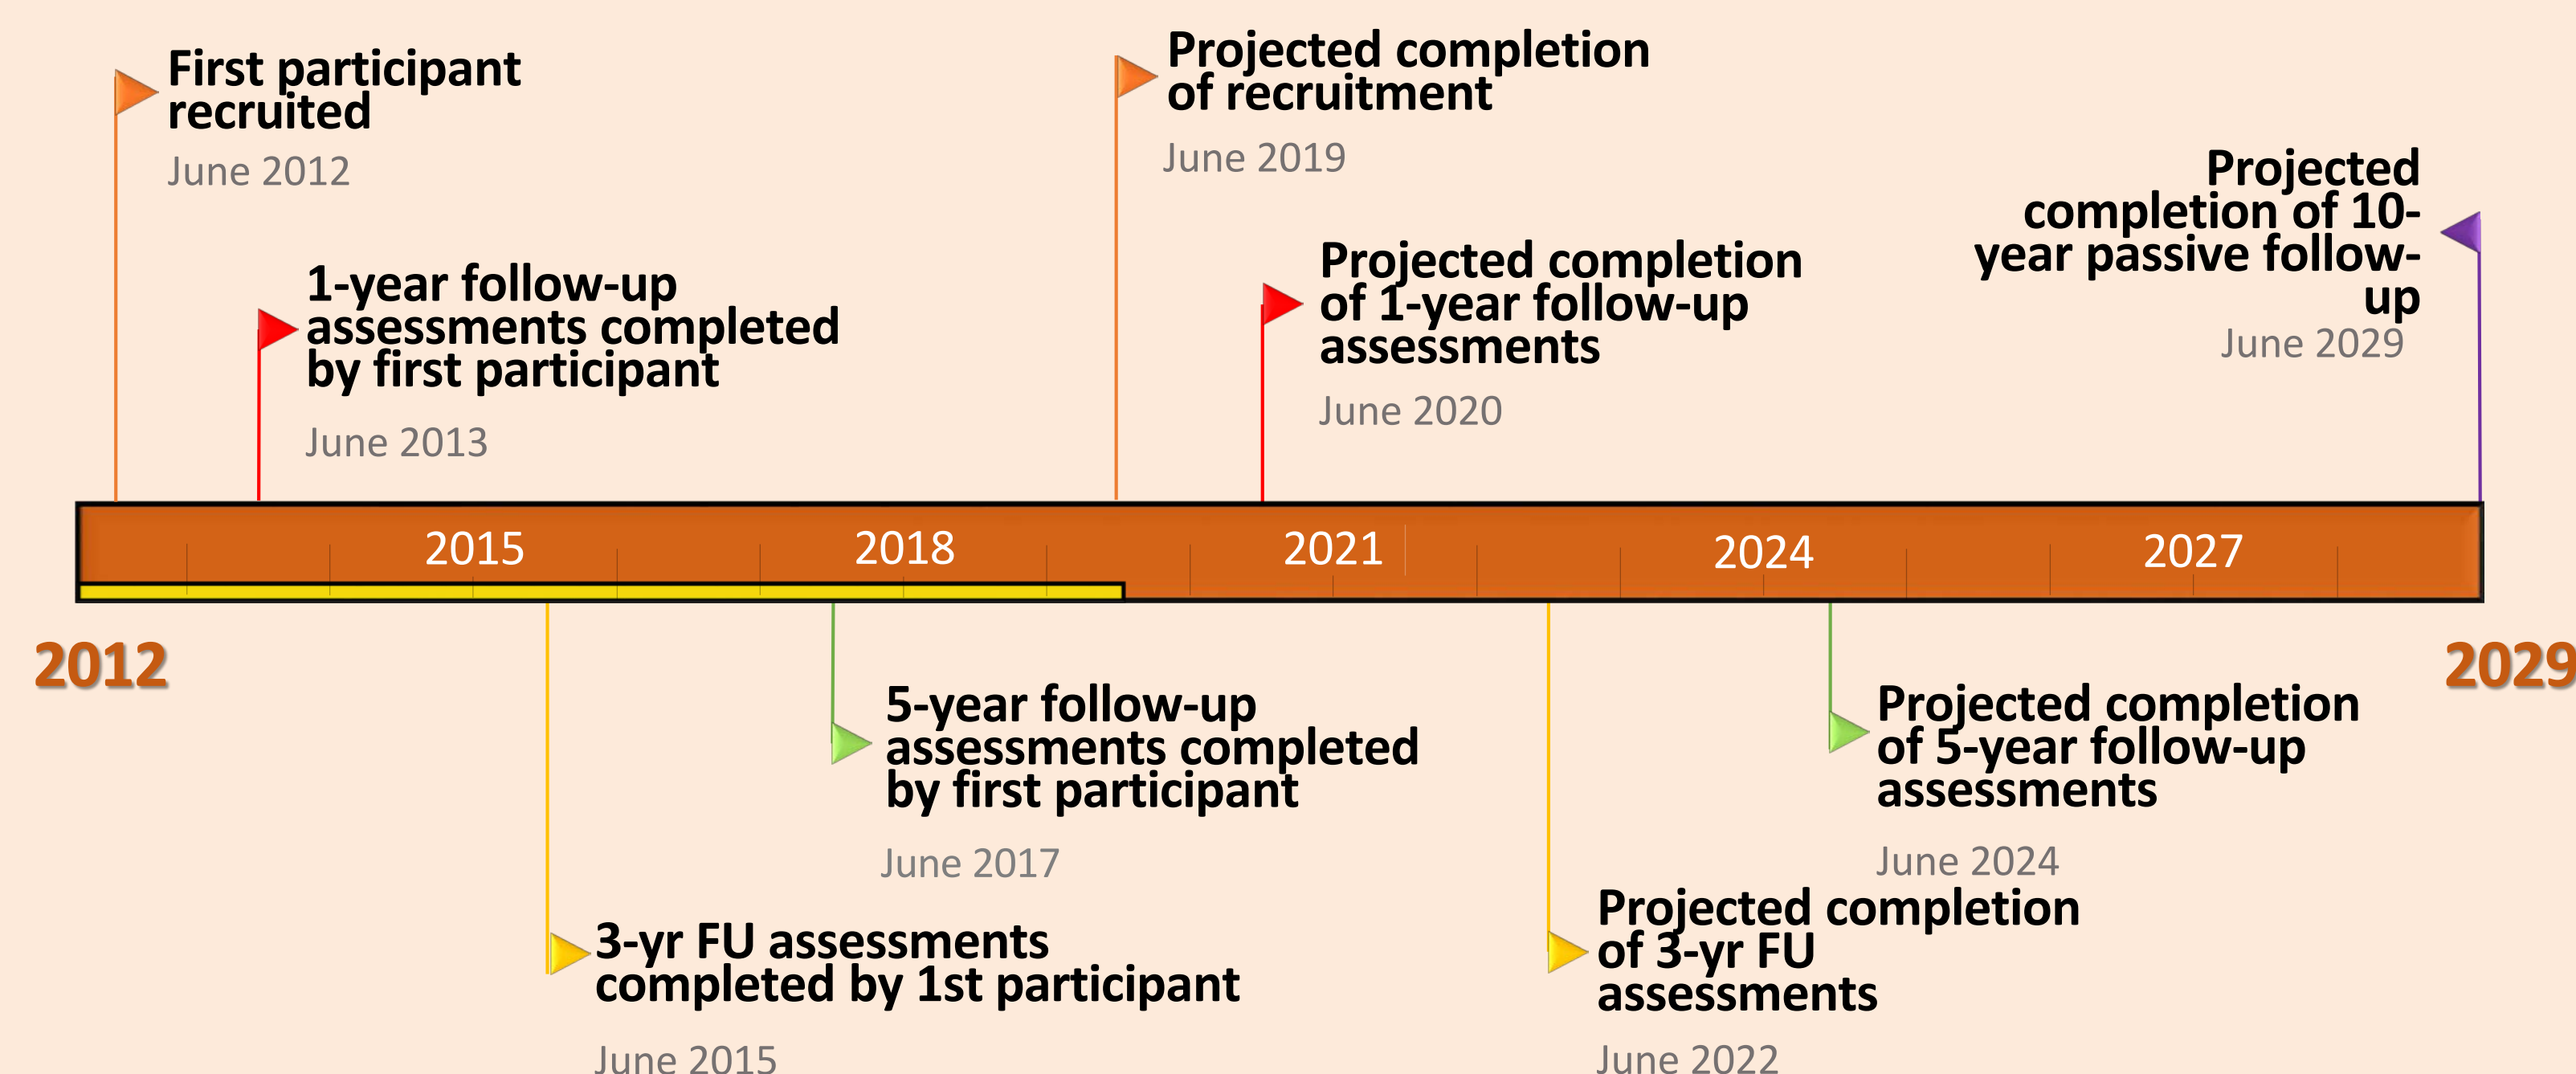 First participant
recruited
June 2012
Projected completion
of recruitment
June 2019
1-year follow-up
assessments completed
by first participant
June 2013
Projected completion
of 1-year follow-up
assessments
June 2020
Projected
completion of 10-
year passive follow-
up
June 2029
2015
2018
2021
2024
2027
2012
2029
5-year follow-up
assessments completed
by first participant
June 2017
Projected completion
of 5-year follow-up
assessments
June 2024
3-yr FU assessments
completed by 1st participant
June 2015
Projected completion
of 3-yr FU
assessments
June 2022